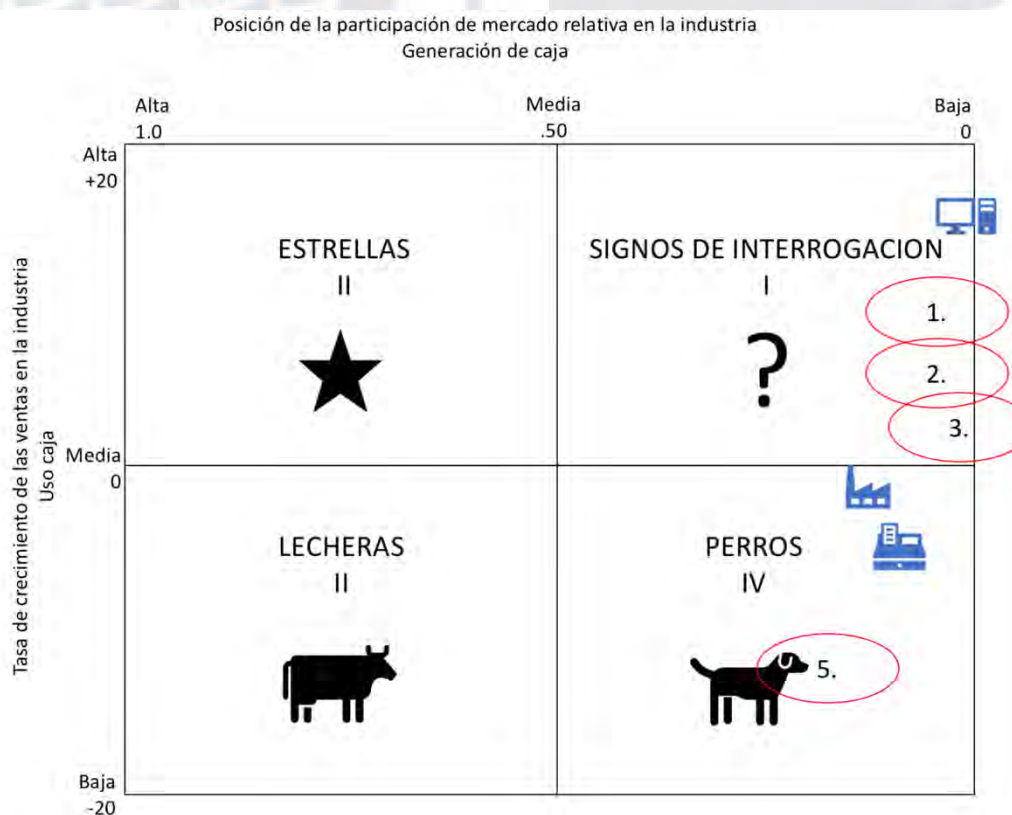 Posición de la participación de mercado relativa en la industria
Generación de caja
Alta
Media
Baja
1.0
.50
0
Alta
+20
ESTRELLAS
II
SIGNOS DE INTERROGACION
I
?
1.
2.
3.
Tasa de crecimiento de las ventas en la industria
Uso caja
Media
0
LECHERAS
II
PERROS
IV
5.
Baja
-20